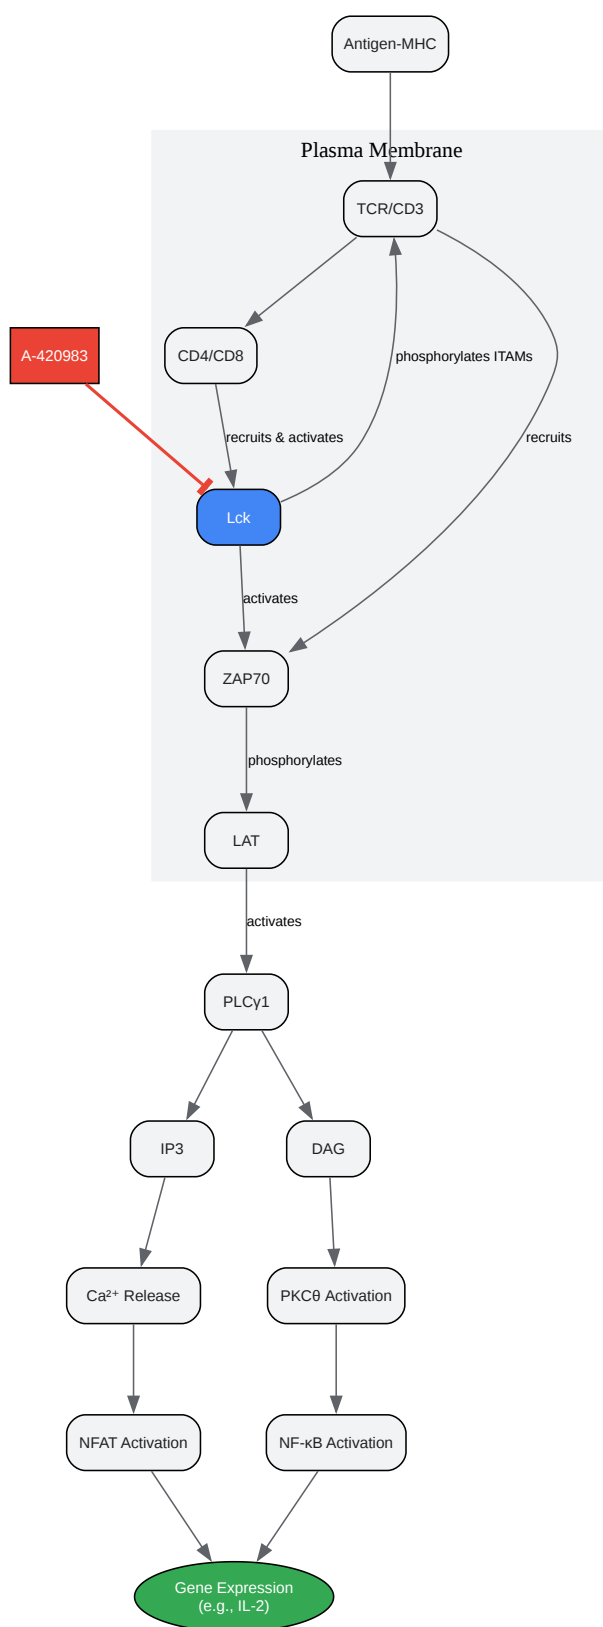 Antigen-MHC
Plasma Membrane
TCR/CD3
A-420983
CD4/CD8
phosphorylates ITAMs
recruits & activates
recruits
Lck
activates
ZAP70
phosphorylates
LAT
activates
PLCγ1
IP3
DAG
Ca²⁺ Release
PKCθ Activation
NFAT Activation
NF-κB Activation
Gene Expression
(e.g., IL-2)